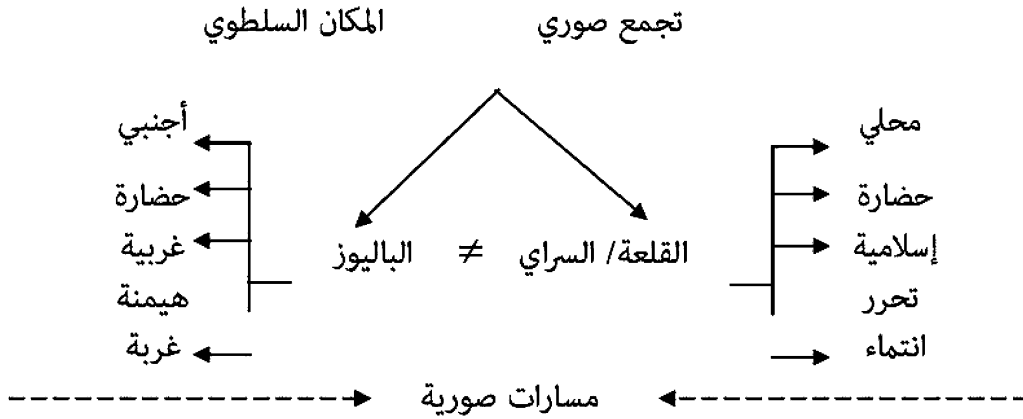 تجمع صوري المكان السلطوي
محلي أجنبي
حضارة حضارة
إسلامية القلعة/ السراي ≠ الباليوز غربية
تحرر هيمنة
انتماء غربة
مسارات صورية